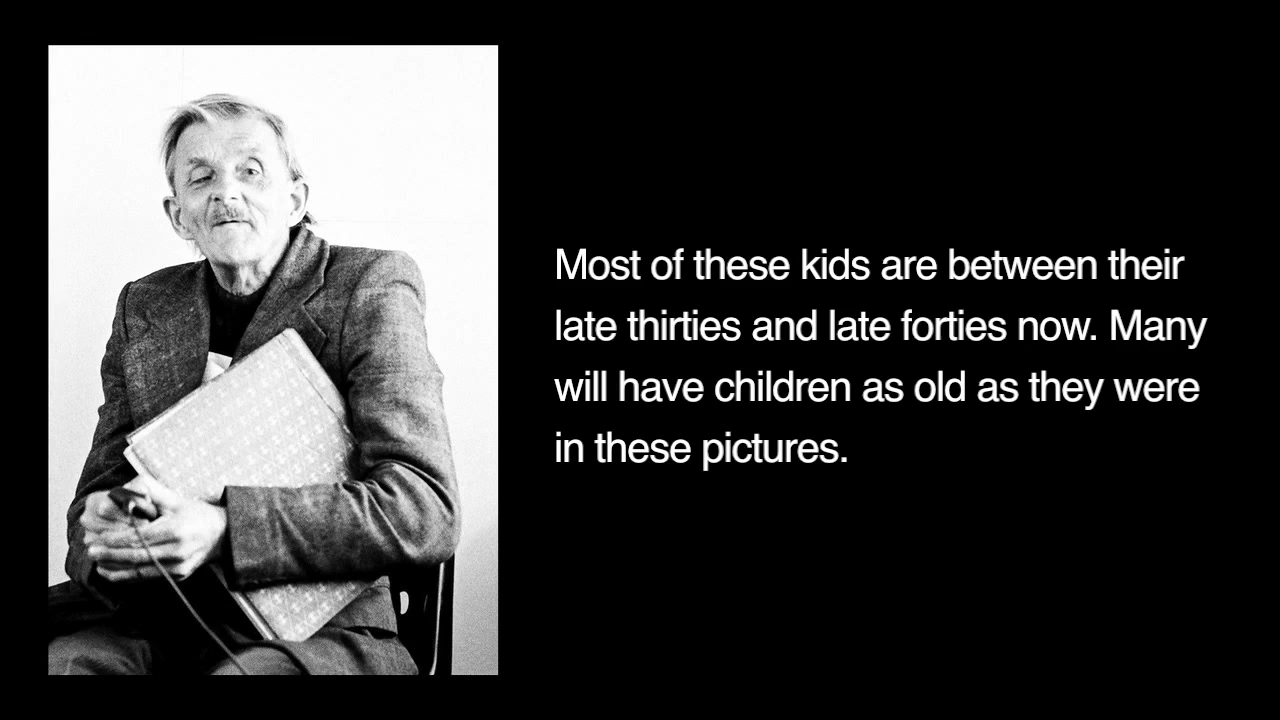 Most of these kids are between their
late thirties and late forties now. Many
will have children as old as they were
in these pictures.